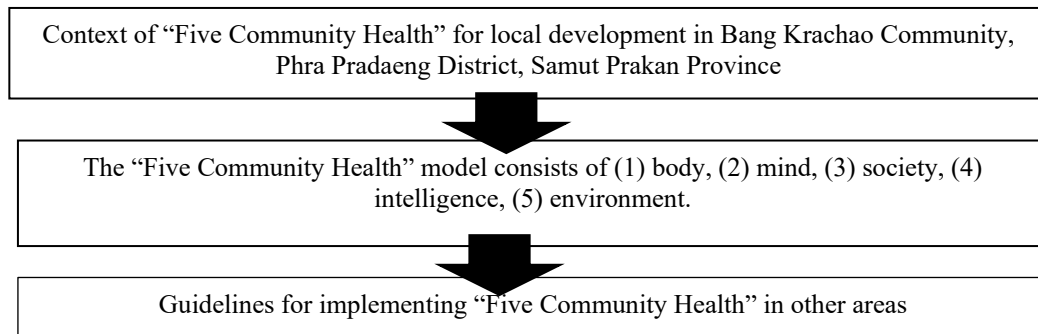 Context of “Five Community Health” for local development in Bang Krachao Community,
Phra Pradaeng District, Samut Prakan Province
The “Five Community Health” model consists of (1) body, (2) mind, (3) society, (4)
intelligence, (5) environment.
Guidelines for implementing “Five Community Health” in other areas